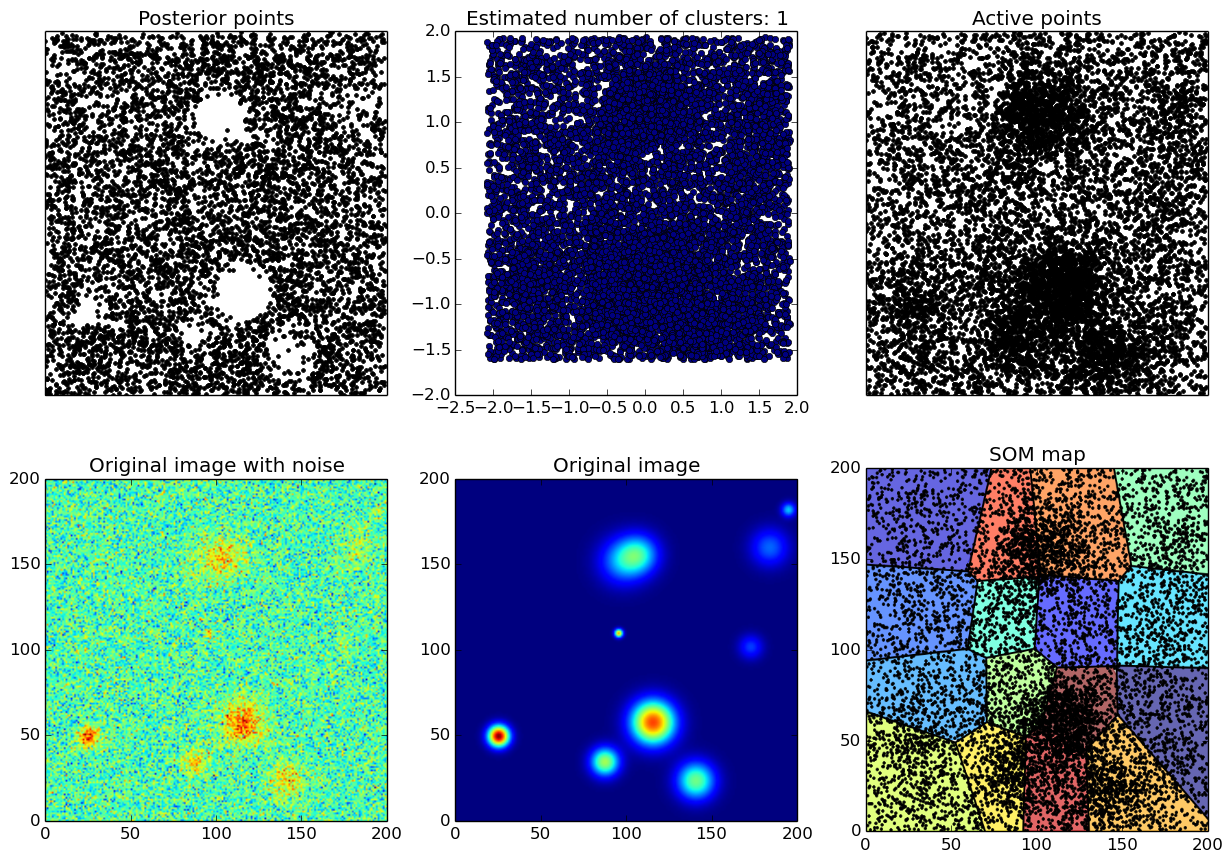 Posterior points
Estimated number of clusters: 1
Active points
2.0
1.5
1.0
0.5
0.0
−0.5
−1.0
−1.5
−2.0
−2.5−2.0−1.5−1.0−0.5 0.0 0.5 1.0 1.5 2.0
Original image with noise
200
150
100
50
0
0 50 100 150 200
Original image
200
150
100
50
0
0 50 100 150 200
SOM map
200
150
100
50
0
0 50 100 150 200